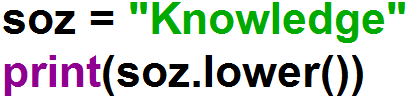 soz = "Knowledge"
print(soz.lower())